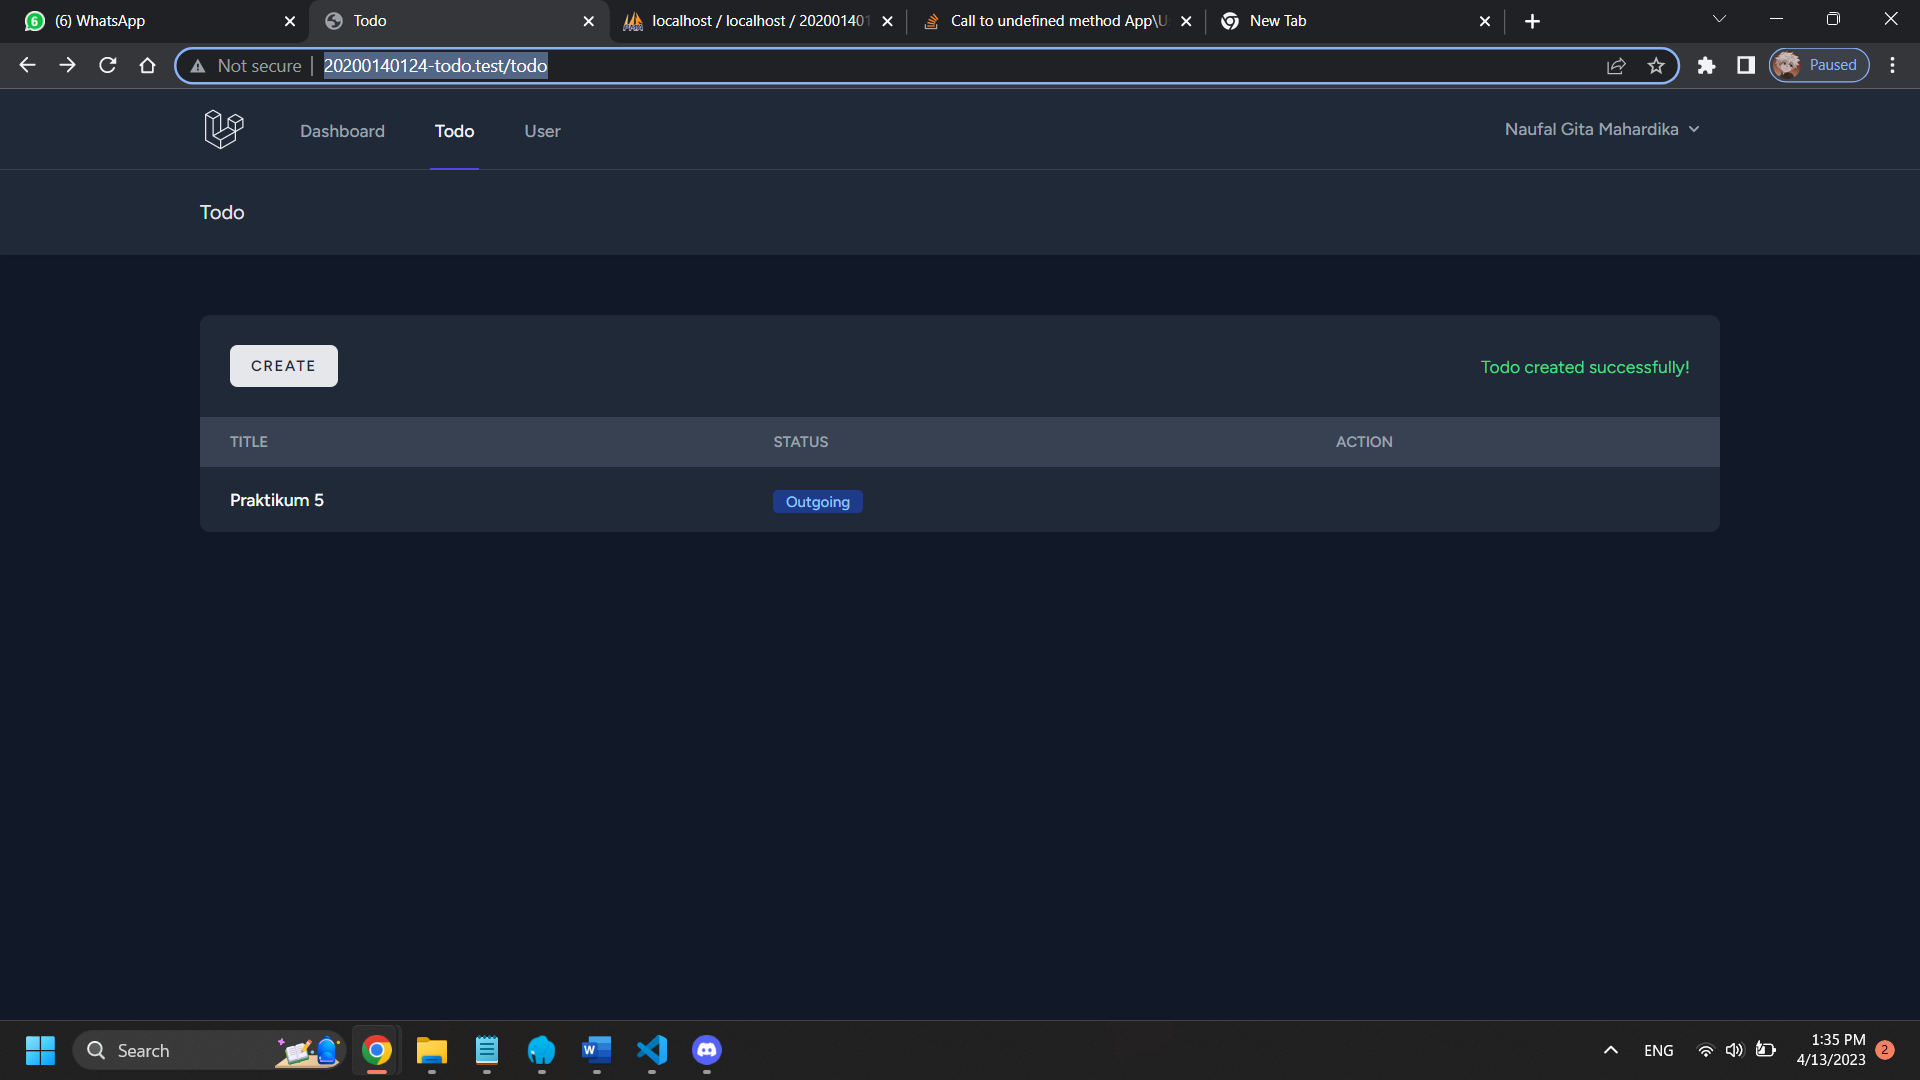 (6) WhatsApp
Todo
localhost / localhost / 202001401
Call to undefined method App\U
New Tab
Not secure
20200140124-todo.test/todo
Paused
Dashboard
Todo
User
Naufal Gita Mahardika
Todo
CREATE
Todo created successfully!
TITLE
STATUS
ACTION
Praktikum 5
Outgoing
Search
ENG
1:35 PM
4/13/2023
2